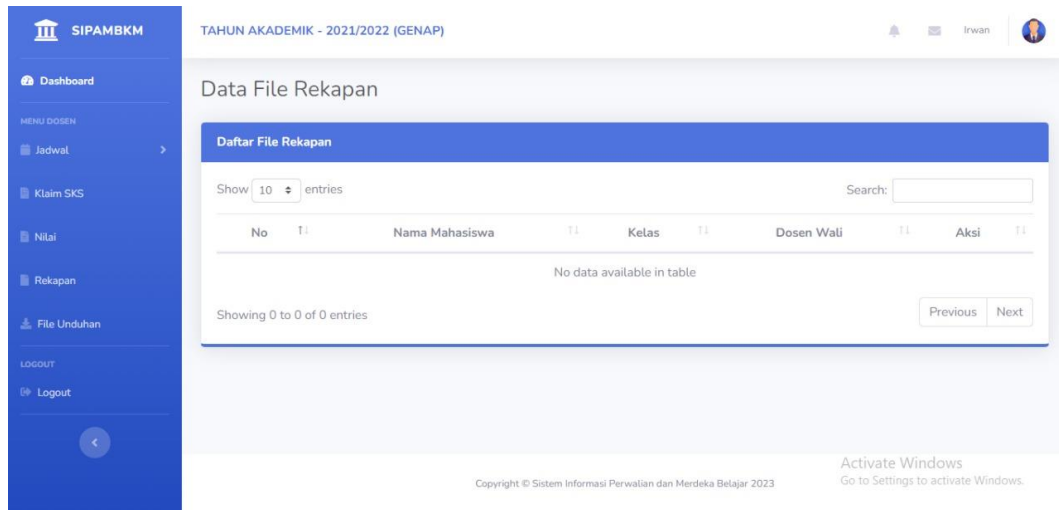 SIPAMBKM
Dashboard
MENU DOSEN
Jadwal
Klaim SKS
Nilai
Rekapan
File Unduhan
LOGOUT
Logout
TAHUN AKADEMIK - 2021/2022 (GENAP)
Irwan
Data File Rekapan
Daftar File Rekapan
Show 10 entries
Search:
No Nama Mahasiswa Kelas Dosen Wali Aksi
No data available in table
Showing 0 to 0 of 0 entries
Previous Next
Copyright © Sistem Informasi Perwalian dan Merdeka Belajar 2023
Activate Windows
Go to Settings to activate Windows.